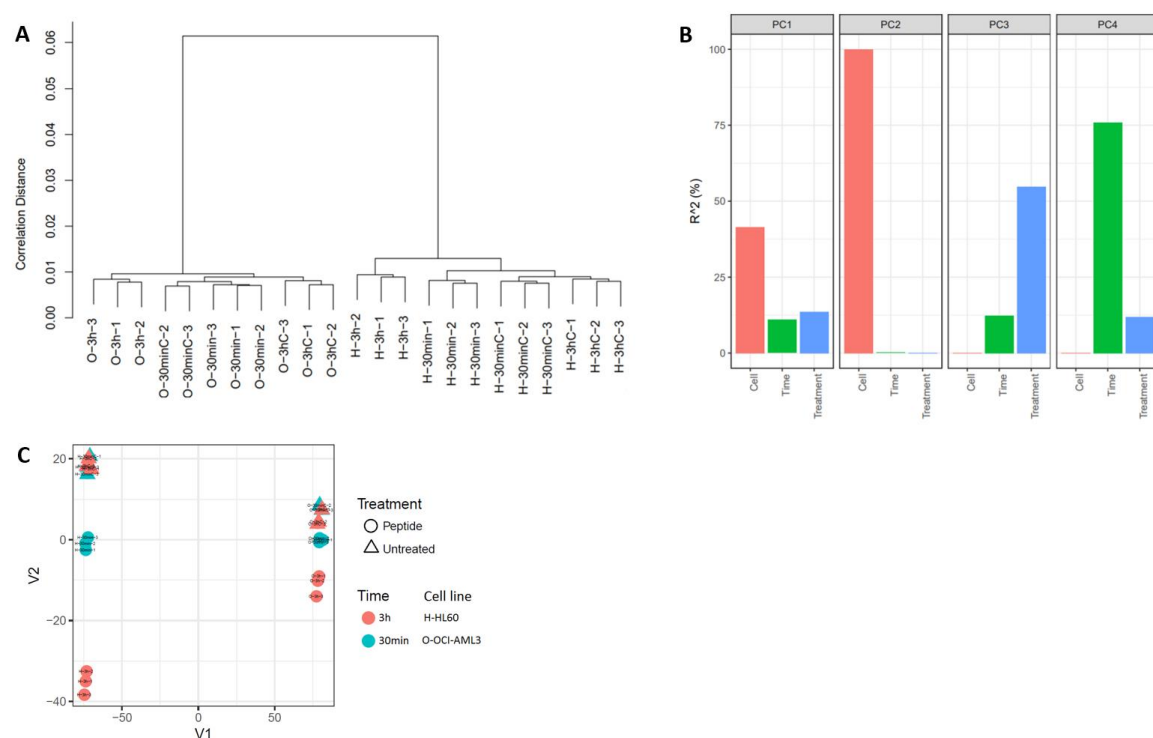 A
Correlation Distance
0.06
0.05
0.04
0.03
0.02
0.01
0.00
O-3h-3
O-3h-1
O-3h-2
O-30minC-2
O-30minC-3
O-30min-3
O-30min-1
O-30min-2
O-3hC-3
O-3hC-1
O-3hC-2
H-3h-2
H-3h-1
H-3h-3
H-30min-1
H-30min-2
H-30min-3
H-30minC-1
H-30minC-2
H-30minC-3
H-3hC-1
H-3hC-2
H-3hC-3
B
PC1 PC2 PC3 PC4
R^2 (%)
100
75
50
25
0
Cell Time Treatment Cell Time Treatment Cell Time Treatment Cell Time Treatment
C
V2
20
0
−20
−40
−50 0 50
V1
Treatment
Peptide
Untreated
Time Cell line
3h H-HL60
30min O-OCI-AML3